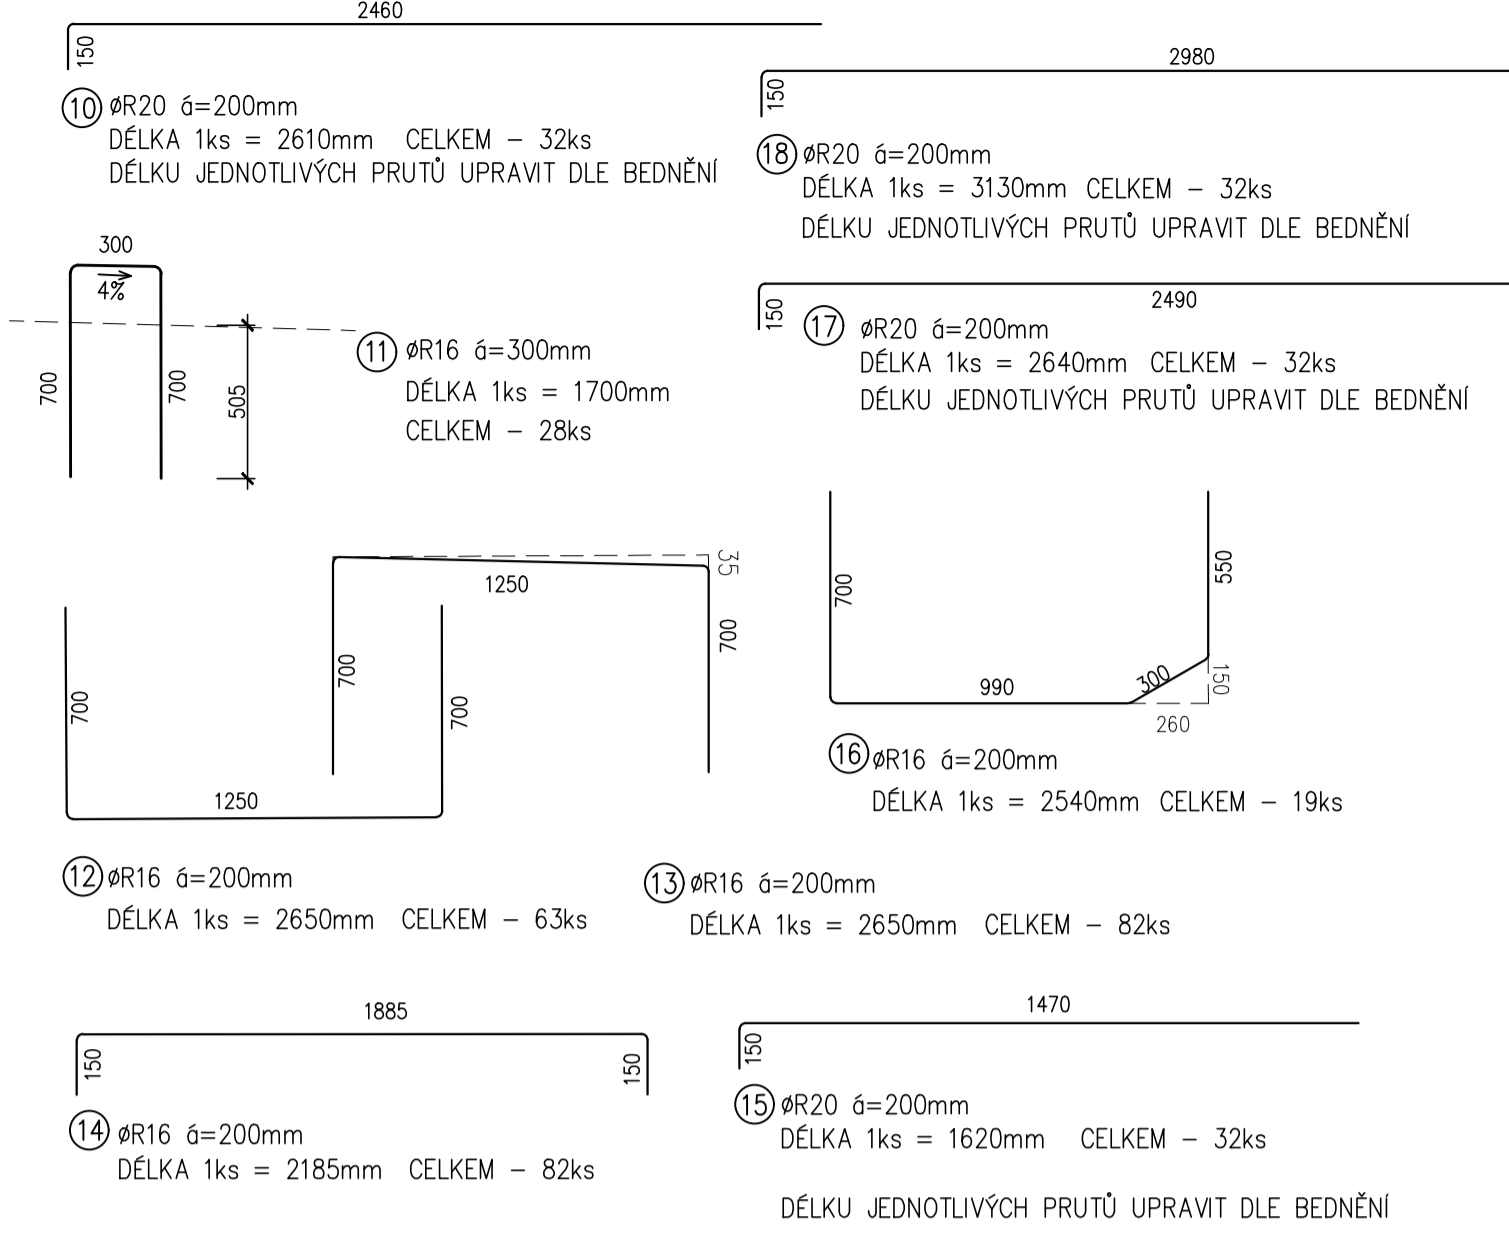 2460
150
10 øR20 á=200mm
DÉLKA 1ks = 2610mm CELKEM – 32ks
DÉLKU JEDNOTLIVÝCH PRUTŮ UPRAVIT DLE BEDNĚNÍ
2980
150
18 øR20 á=200mm
DÉLKA 1ks = 3130mm CELKEM – 32ks
DÉLKU JEDNOTLIVÝCH PRUTŮ UPRAVIT DLE BEDNĚNÍ
300
4%
700
700
505
11 øR16 á=300mm
DÉLKA 1ks = 1700mm
CELKEM – 28ks
2490
150
17 øR20 á=200mm
DÉLKA 1ks = 2640mm CELKEM – 32ks
DÉLKU JEDNOTLIVÝCH PRUTŮ UPRAVIT DLE BEDNĚNÍ
700
1250
700
12 øR16 á=200mm
DÉLKA 1ks = 2650mm CELKEM – 63ks
35
1250
700
700
13 øR16 á=200mm
DÉLKA 1ks = 2650mm CELKEM – 82ks
700
550
990
300
150
260
16 øR16 á=200mm
DÉLKA 1ks = 2540mm CELKEM – 19ks
1885
150
150
14 øR16 á=200mm
DÉLKA 1ks = 2185mm CELKEM – 82ks
1470
150
15 øR20 á=200mm
DÉLKA 1ks = 1620mm CELKEM – 32ks
DÉLKU JEDNOTLIVÝCH PRUTŮ UPRAVIT DLE BEDNĚNÍ